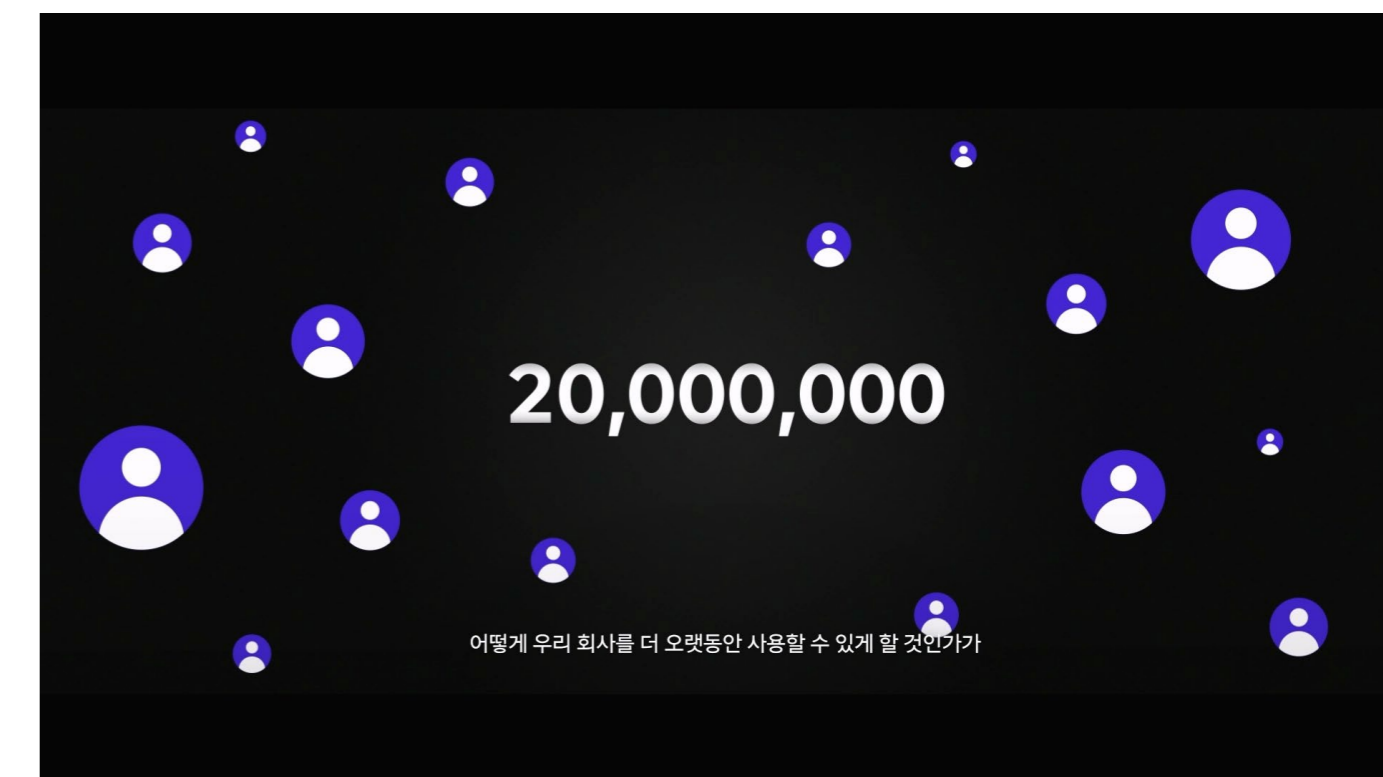 20,000,000
어떻게 우리 회사를 더 오랫동안 사용할 수 있게 할 것인가가